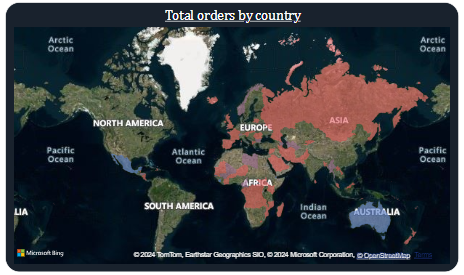 Total orders by country
Arctic
Ocean
Arctic
Ocean
NORTH AMERICA
EUROPE
ASIA
Pacific
Ocean
Atlantic
Ocean
Pacific
Ocean
AFRICA
LIA
SOUTH AMERICA
Indian
Ocean
AUSTRALIA
Microsoft Bing
© 2024 TomTom, Earthstar Geographics SIO, © 2024 Microsoft Corporation, © OpenStreetMap Terms